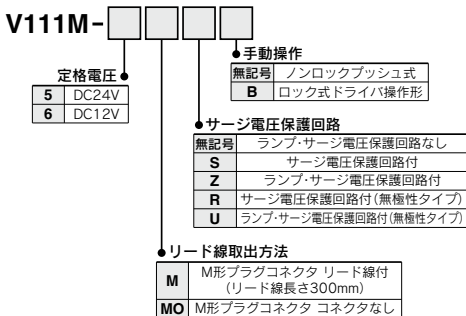 V111M-
手動操作
無記号 ノンロックプッシュ式
B ロック式ドライバ操作形
定格電圧
5 DC24V
6 DC12V
サージ電圧保護回路
無記号 ランプ・サージ電圧保護回路なし
S サージ電圧保護回路付
Z ランプ・サージ電圧保護回路付
R サージ電圧保護回路付(無極性タイプ)
U ランプ・サージ電圧保護回路付(無極性タイプ)
リード線取出方法
M M形プラグコネクタ リード線付
(リード線長さ300mm)
MO M形プラグコネクタ コネクタなし